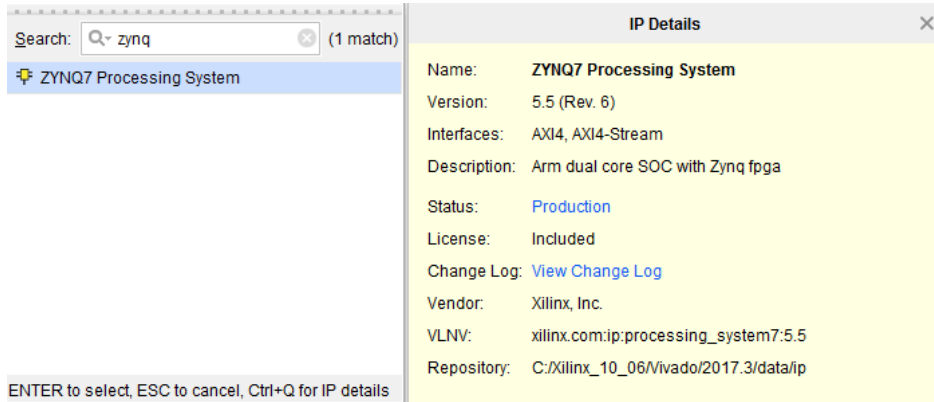 Search: zynq (1 match)
ZYNQ7 Processing System
ENTER to select, ESC to cancel, Ctrl+Q for IP details
IP Details
Name: ZYNQ7 Processing System
Version: 5.5 (Rev. 6)
Interfaces: AXI4, AXI4-Stream
Description: Arm dual core SOC with Zynq fpga
Status: Production
License: Included
Change Log: View Change Log
Vendor: Xilinx, Inc.
VLNV: xilinx.com:ip:processing_system7:5.5
Repository: C:/Xilinx_10_06/Vivado/2017.3/data/ip